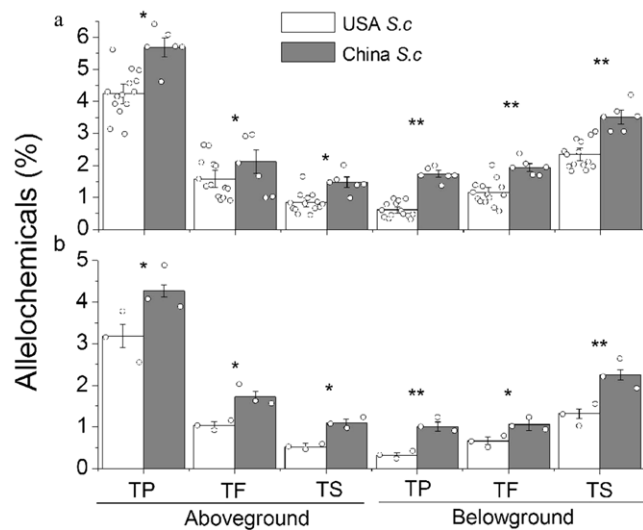 a
USA S.c
China S.c
* * * ** ** **
6
5
4
3
2
1
0
b
* * * ** * **
5
4
3
2
1
0
Allelochemicals (%)
TP TF TS TP TF TS
Aboveground Belowground